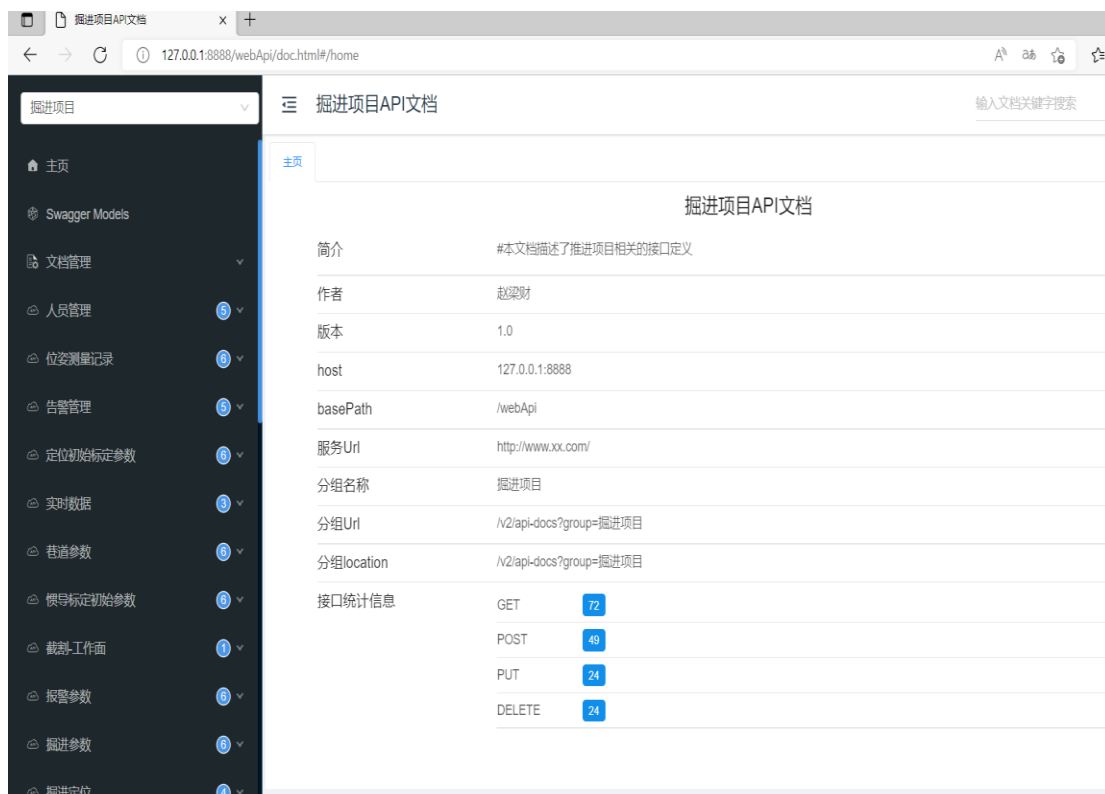 掘进项目API文档
127.0.0.1:8888/webApi/doc.html#/home
掘进项目
掘进项目API文档
输入文档关键字搜索
主页
主页
Swagger Models
文档管理
人员管理 5
位姿测量记录 6
告警管理 5
定位初始标定参数 6
实时数据 3
巷道参数 6
惯导标定初始参数 6
截割-工作面 1
报警参数 6
掘进参数 6
掘进定位 4
掘进项目API文档
简介 #本文档描述了推进项目相关的接口定义
作者 赵梁财
版本 1.0
host 127.0.0.1:8888
basePath /webApi
服务Url http://www.xx.com/
分组名称 掘进项目
分组Url /v2/api-docs?group=掘进项目
分组location /v2/api-docs?group=掘进项目
接口统计信息
GET 72
POST 49
PUT 24
DELETE 24